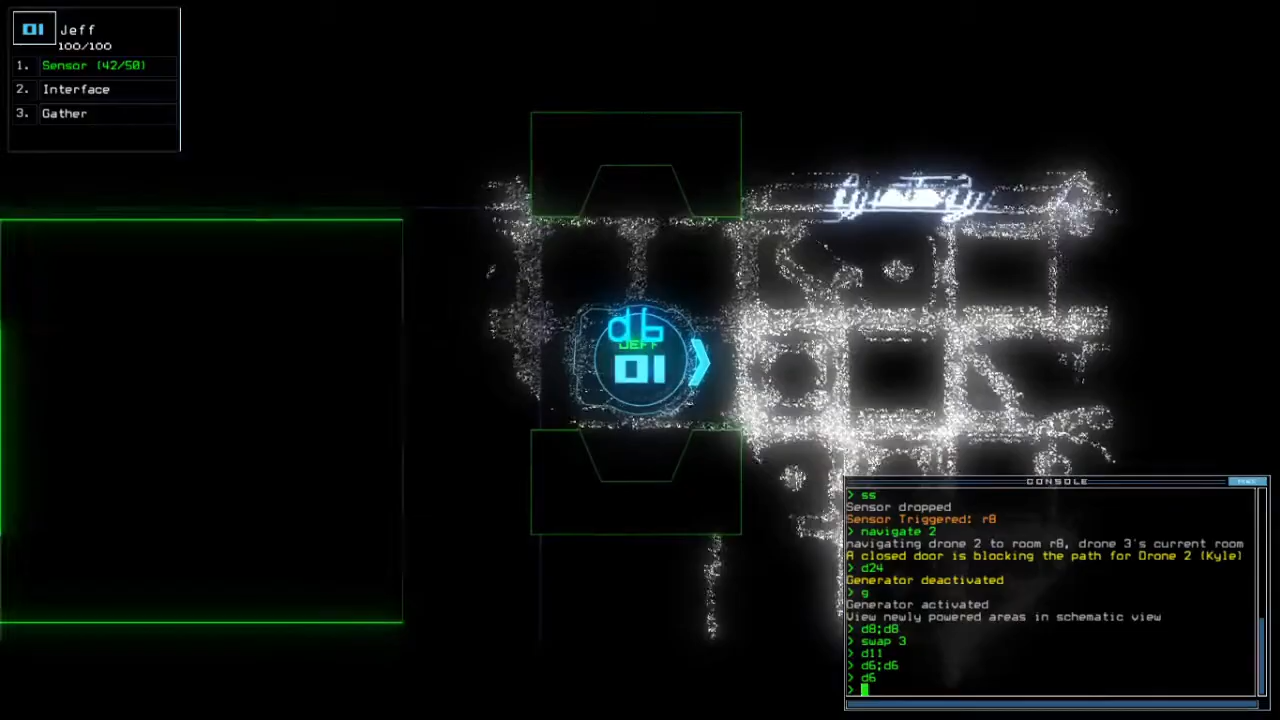 01 Jeff
100/100
1. Sensor (42/50)
2. Interface
3. Gather
d6
JEFF
01
CONSOLE
> ss
Sensor dropped
Sensor Triggered: r8
> navigate 2
navigating drone 2 to room r8, drone 3's current room
A closed door is blocking the path for Drone 2 (Kyle)
> d24
Generator deactivated
> g
Generator activated
View newly powered areas in schematic view
> d8;d8
> swap 3
> d11
> d6;d6
> d6
>